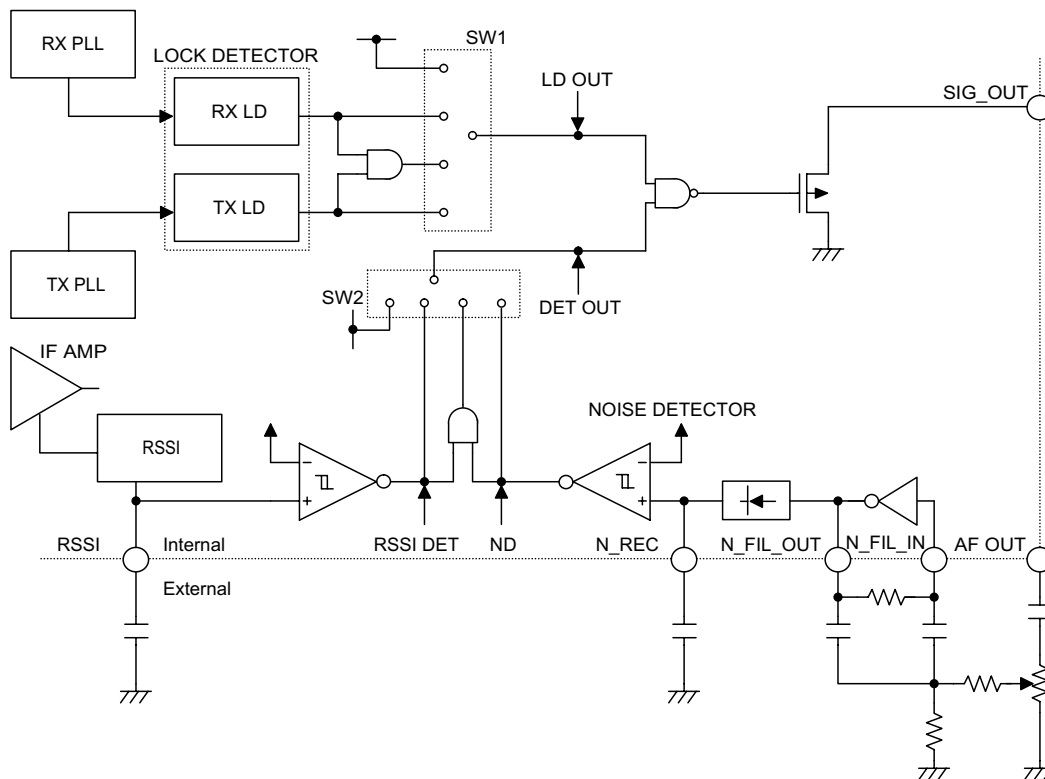 RX PLL
LOCK DETECTOR
SW1
RX LD
LD OUT
SIG_OUT
TX LD
TX PLL
SW2
DET OUT
IF AMP
NOISE DETECTOR
RSSI
−
−
+
+
RSSI
Internal
RSSI DET
ND
N_REC
N_FIL_OUT
N_FIL_IN
AF OUT
External